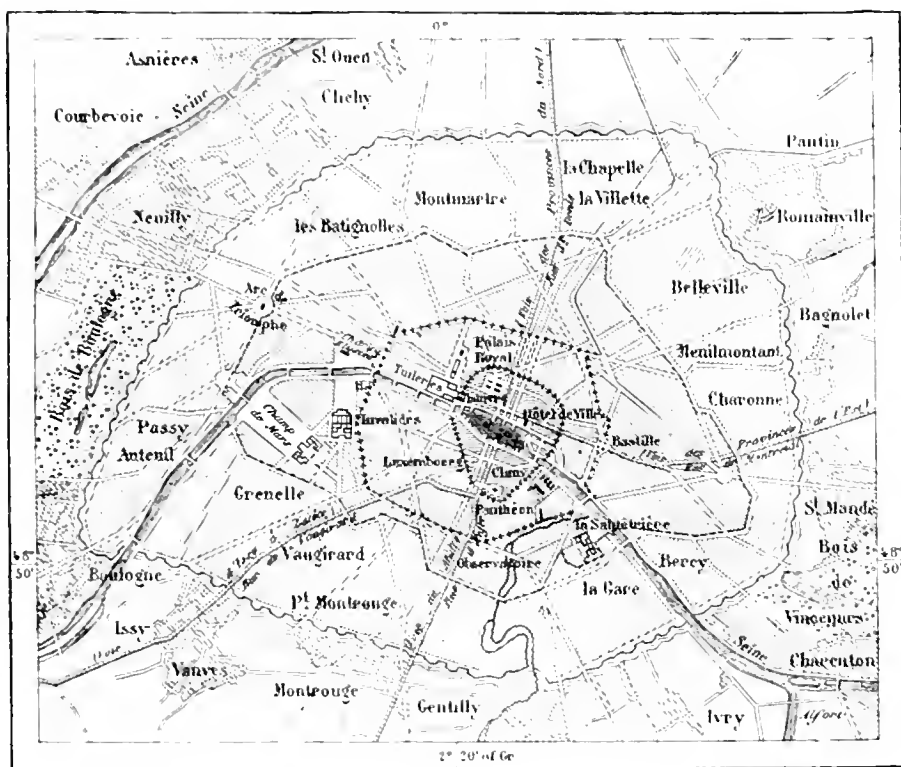 0°
Asnières
St Ouen
Clichy
Courbevoie
Seine
Pantin
la Chapelle
la Villette
Montmartre
Neuilly
les Batignolles
Romainville
Arc de Triomphe
Belleville
Bagnolet
Bois de Boulogne
Palais Royal
Menilmontant
Tuileries
Charonne
Hôtel de Ville
Champ de Mars
Invalides
Bastille
Passy
Auteuil
Luxembourg
Cluny
Grenelle
Panthéon
la Salpêtrière
St Mandé
48° 50'
Vaugirard
Observatoire
Bercy
Bois de Vincennes
48° 50'
Boulogne
Pt Montrouge
la Gare
Issy
Vanves
Seine
Charenton
Montrouge
Gentilly
Ivry
Alfort
2° 20' of Gr